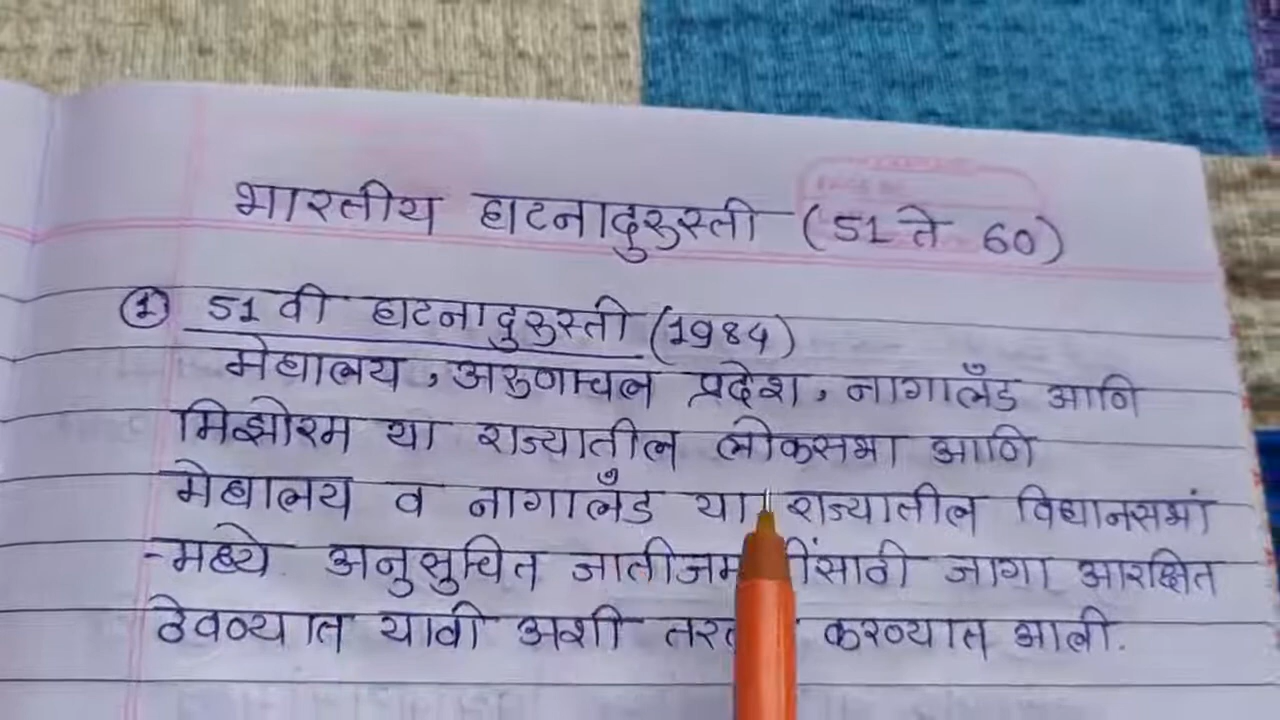 भारतीय घटनादुरुस्ती (51 ते 60)
① 51 वी घटनादुरुस्ती (1984)
मेघालय, अरुणाचल प्रदेश, नागालँड आणि
मिझोरम या राज्यातील लोकसभा आणि
मेघालय व नागालँड या राज्यातील विधानसभां
-मध्ये अनुसुचित जातीजम ींसाठी जागा आरक्षित
ठेवण्यात यावी अशी तर करण्यात आली.